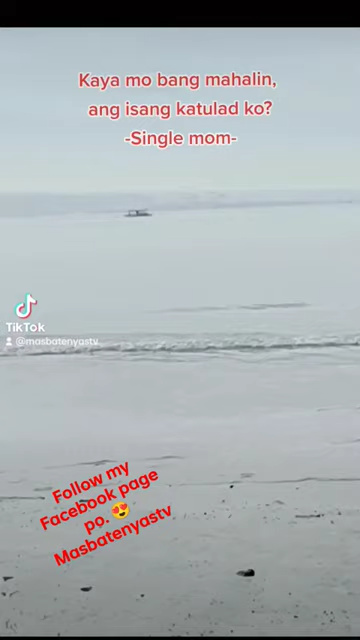 Kaya mo bang mahalin,
ang isang katulad ko?
-Single mom-
TikTok
@masbatenyastv
Follow my
Facebook page
po. 😍
Masbatenyastv